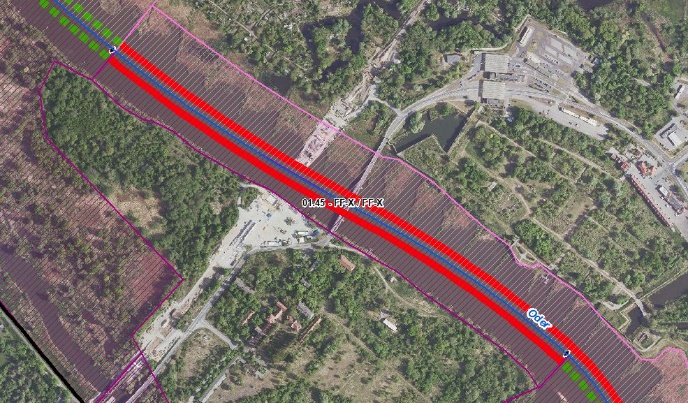 01.45 - FF-X / FF-X
Oder